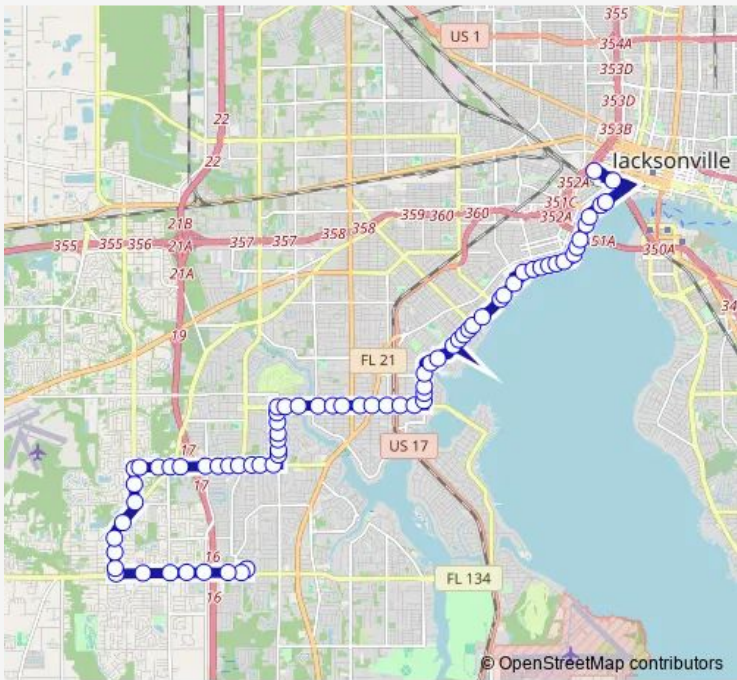 355
US 1
354A
353D
22
353D
22
353B
Jacksonville
352A
351C
21B
359 360
360
352A
358
358
355
355 356
21A
357
357
351A
350A
21A
34
19
FL 21
17
US 17
17
16
FL 134
16
© OpenStreetMap contributors